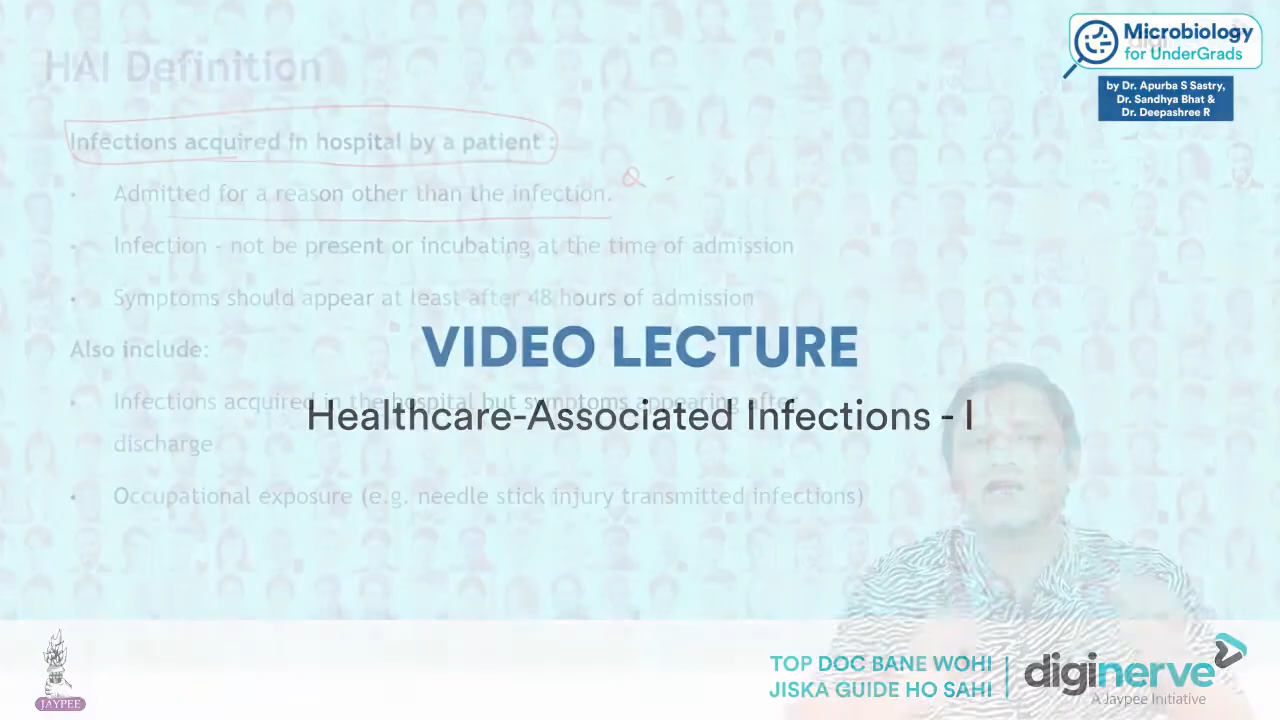 HAI Definition
Infections acquired in hospital by a patient :
& -
• Admitted for a reason other than the infection.
• Infection - not be present or incubating at the time of admission
• Symptoms should appear at least after 48 hours of admission
Also include:
• Infections acquired in the hospital but symptoms appearing after
discharge
• Occupational exposure (e.g. needle stick injury transmitted infections)
VIDEO LECTURE
Healthcare-Associated Infections - I
Microbiology
for UnderGrads
by Dr. Apurba S Sastry,
Dr. Sandhya Bhat &
Dr. Deepashree R
JAYPEE
TOP DOC BANE WOHI
JISKA GUIDE HO SAHI
diginerve
A Jaypee Initiative